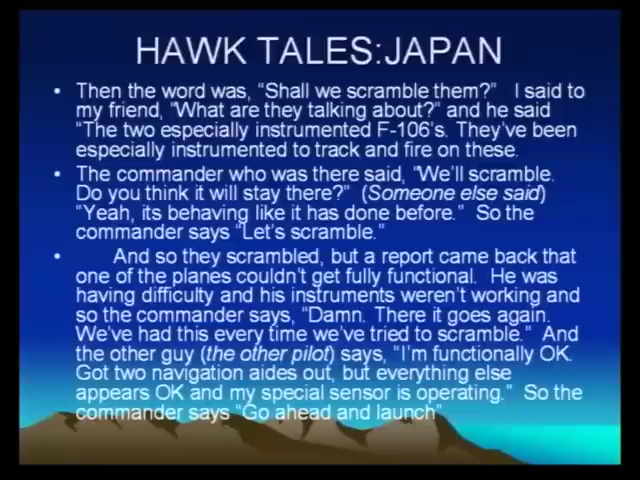 HAWK TALES:JAPAN
• Then the word was, “Shall we scramble them?”   I said to
my friend, “What are they talking about?” and he said
“The two especially instrumented F-106’s. They’ve been
especially instrumented to track and fire on these.
• The commander who was there said, “We’ll scramble.
Do you think it will stay there?”  (Someone else said)
“Yeah, its behaving like it has done before.”  So the
commander says “Let’s scramble.”
• And so they scrambled, but a report came back that
one of the planes couldn’t get fully functional.  He was
having difficulty and his instruments weren’t working and
so the commander says, “Damn. There it goes again.
We’ve had this every time we’ve tried to scramble.”  And
the other guy (the other pilot) says, “I’m functionally OK.
Got two navigation aides out, but everything else
appears OK and my special sensor is operating.”  So the
commander says “Go ahead and launch”